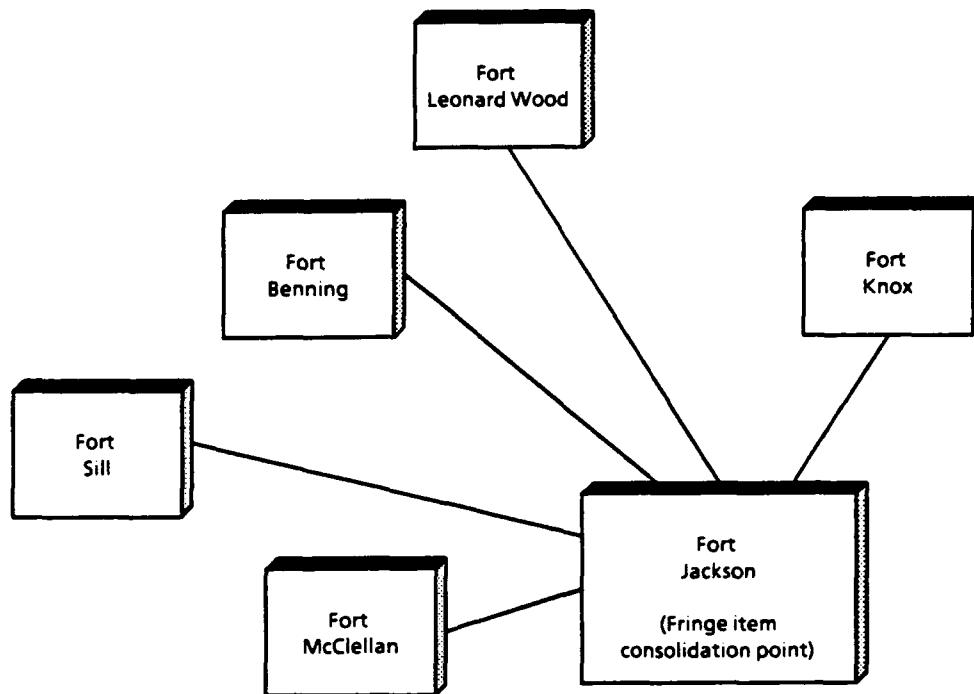 Fort
Leonard Wood
Fort
Benning
Fort
Knox
Fort
Sill
Fort
Jackson
(Fringe item
consolidation point)
Fort
McClellan